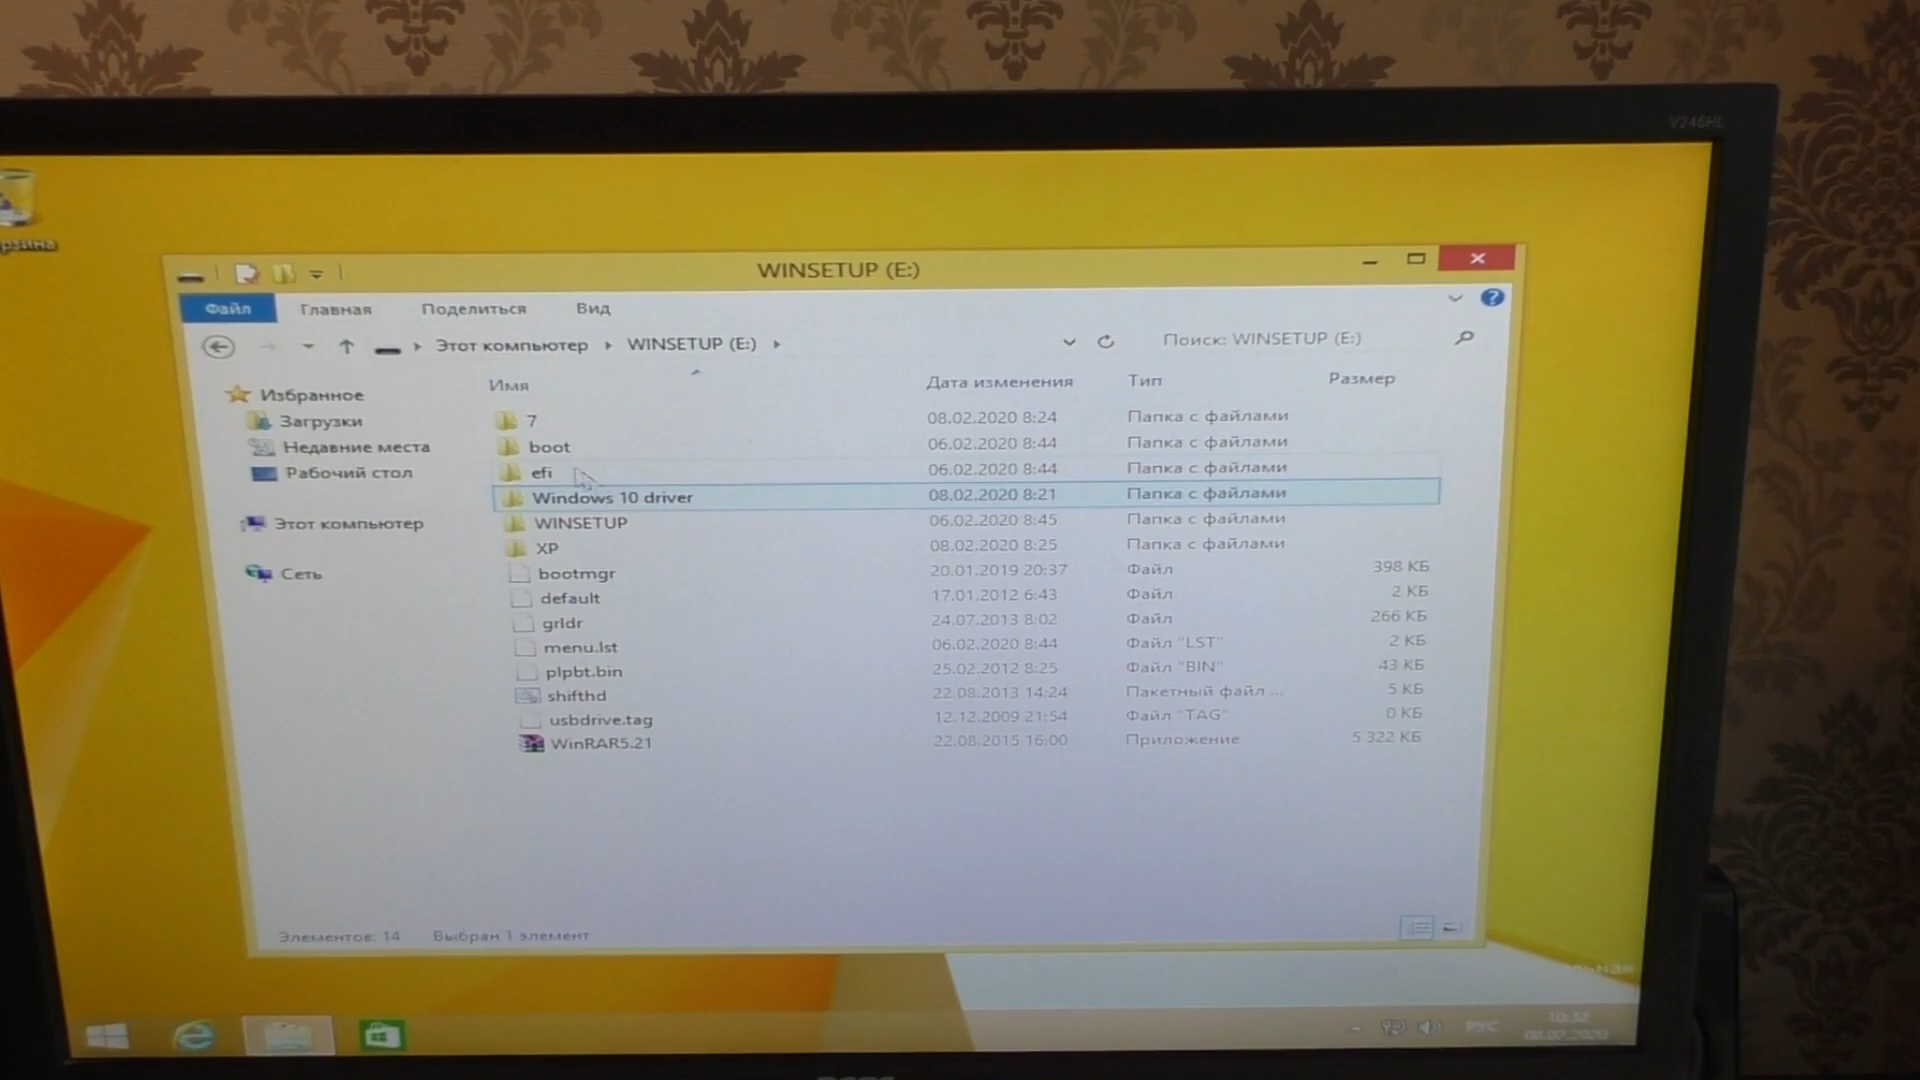 V246HL
WINSETUP (E:)
Файл Главная Поделиться Вид
Этот компьютер WINSETUP (E:) Поиск: WINSETUP (E:)
Имя Дата изменения Тип Размер
Избранное
Загрузки
Недавние места
Рабочий стол
Этот компьютер
Сеть
7 08.02.2020 8:24 Папка с файлами
boot 06.02.2020 8:44 Папка с файлами
efi 06.02.2020 8:44 Папка с файлами
Windows 10 driver 08.02.2020 8:21 Папка с файлами
WINSETUP 06.02.2020 8:45 Папка с файлами
XP 08.02.2020 8:25 Папка с файлами
bootmgr 20.01.2019 20:37 Файл 398 КБ
default 17.01.2012 6:43 Файл 2 КБ
grldr 24.07.2013 8:02 Файл 266 КБ
menu.lst 06.02.2020 8:44 Файл "LST" 2 КБ
plpbt.bin 25.02.2012 8:25 Файл "BIN" 43 КБ
shifthd 22.08.2013 14:24 Пакетный файл ... 5 КБ
usbdrive.tag 12.12.2009 21:54 Файл "TAG" 0 КБ
WinRAR5.21 22.08.2015 16:00 Приложение 5 322 КБ
Элементов: 14 Выбран 1 элемент
РУС
10:32
08.02.2020